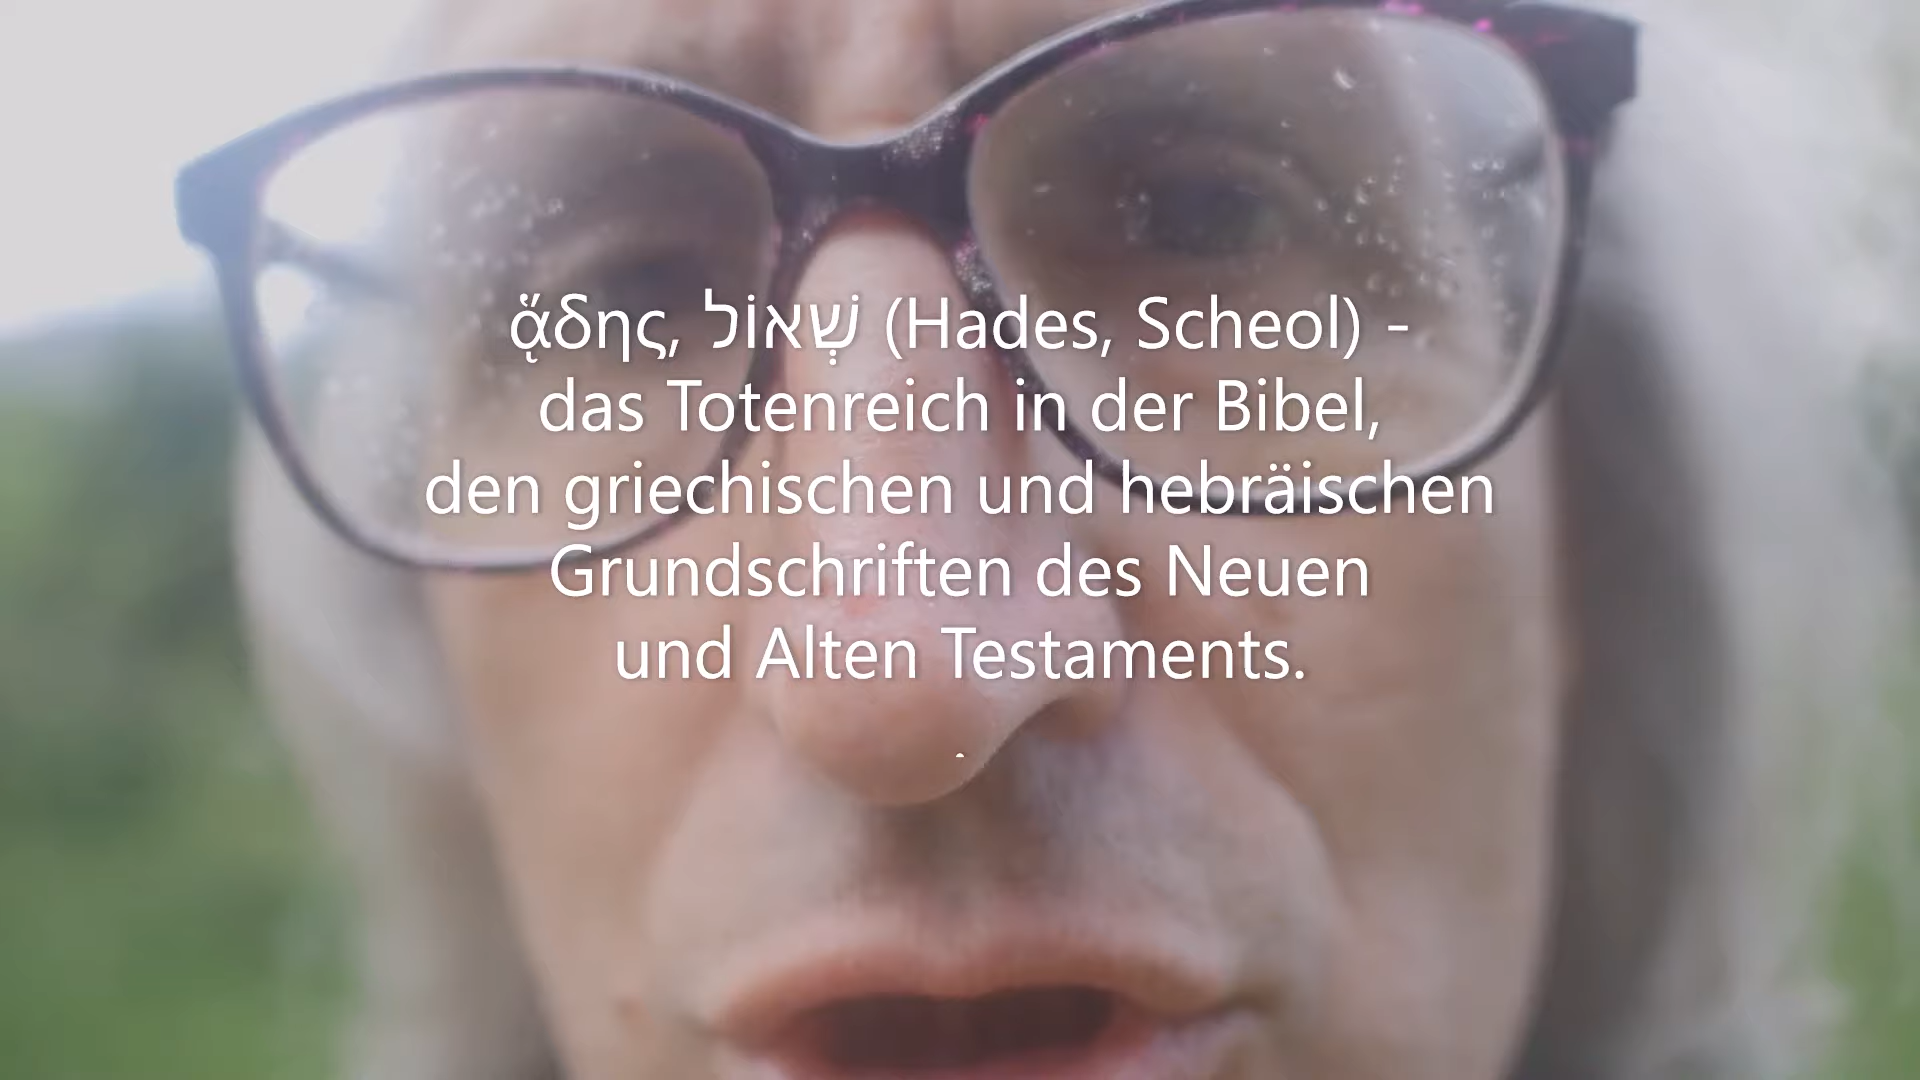 ᾅδης, שְׁאוֹל (Hades, Scheol) -
das Totenreich in der Bibel,
den griechischen und hebräischen
Grundschriften des Neuen
und Alten Testaments.
.